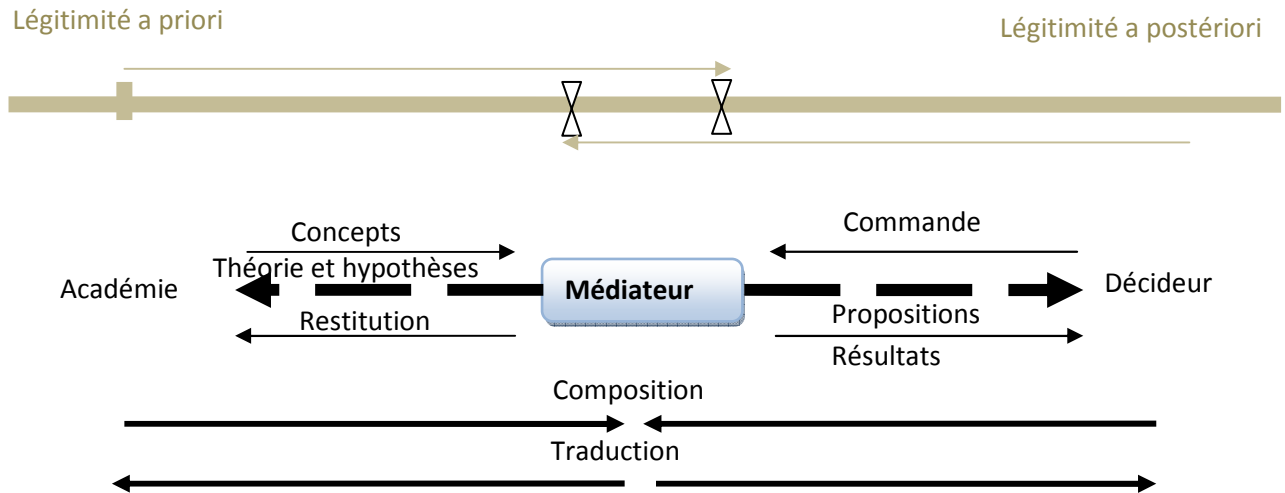 Légitimité a priori
Légitimité a postériori
Concepts
Commande
Théorie et hypothèses
Académie
Médiateur
Décideur
Restitution
Propositions
Résultats
Composition
Traduction